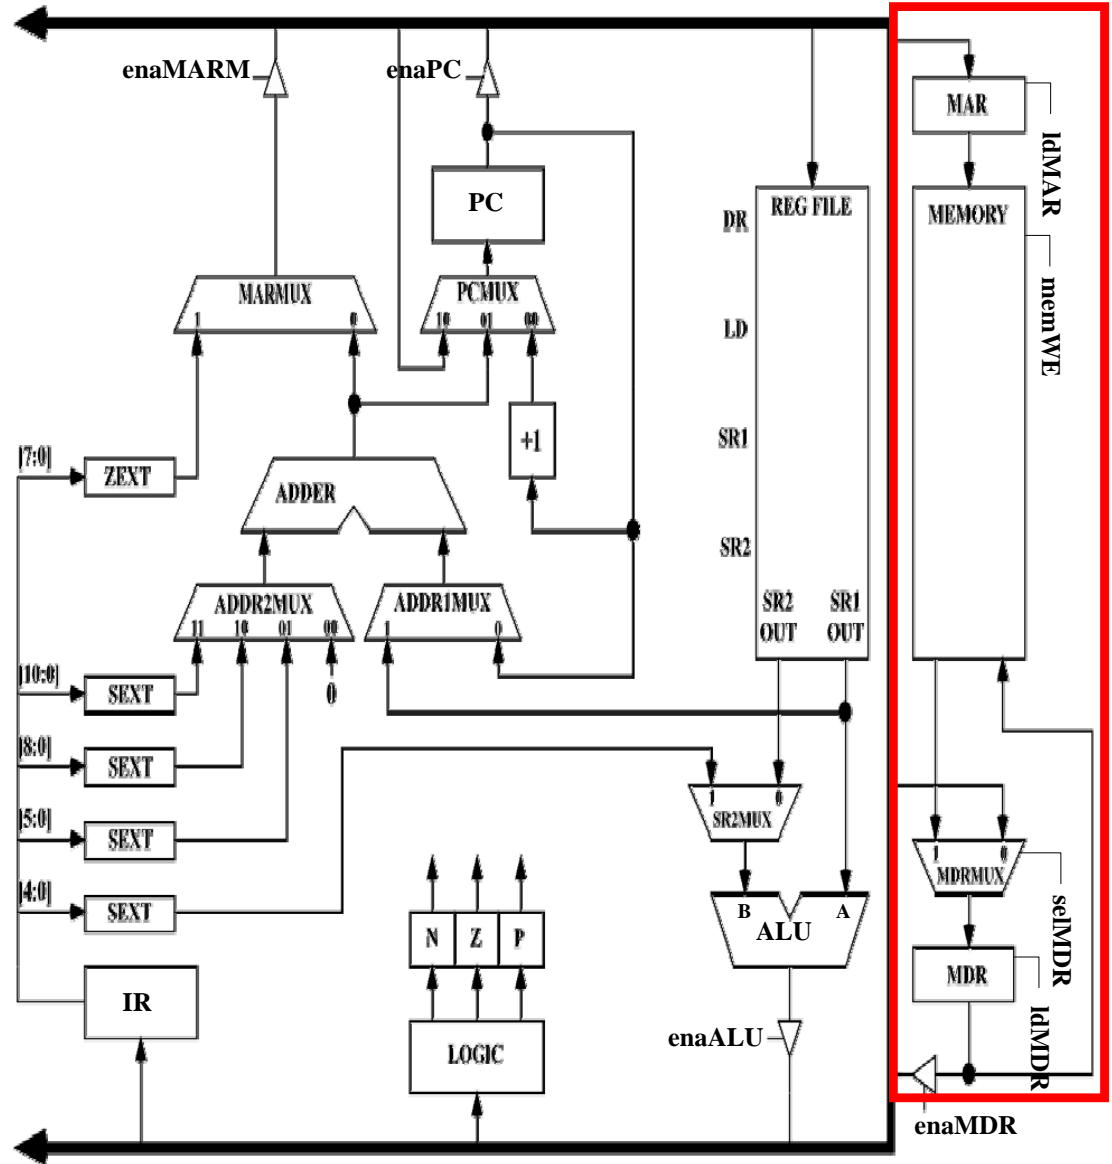 enaMARM
enaPC
MAR
ldMAR
PC
REG FILE
DR
MEMORY
memWE
MARMUX
1
0
PCMUX
10
01
00
LD
+1
SR1
[7:0]
ZEXT
ADDER
SR2
SR2
OUT
SR1
OUT
ADDR2MUX
11
10
01
00
ADDR1MUX
1
0
[10:0]
SEXT
0
[8:0]
SEXT
1
0
SR2MUX
[5:0]
SEXT
1
0
MDRMUX
selMDR
[4:0]
SEXT
B
A
ALU
N
Z
P
MDR
ldMDR
IR
LOGIC
enaALU
enaMDR